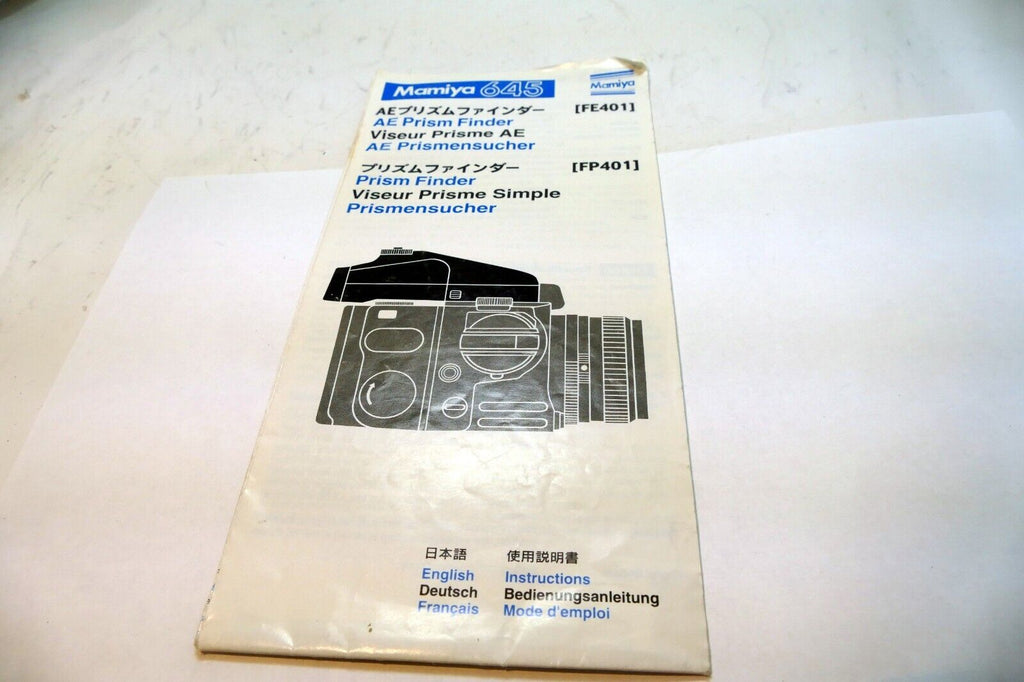 Mamiya 645
Mamiya
AEプリズムファインダー [FE401]
AE Prism Finder
Viseur Prisme AE
AE Prismensucher
プリズムファインダー [FP401]
Prism Finder
Viseur Prisme Simple
Prismensucher
日本語 使用説明書
English Instructions
Deutsch Bedienungsanleitung
Français Mode d'emploi